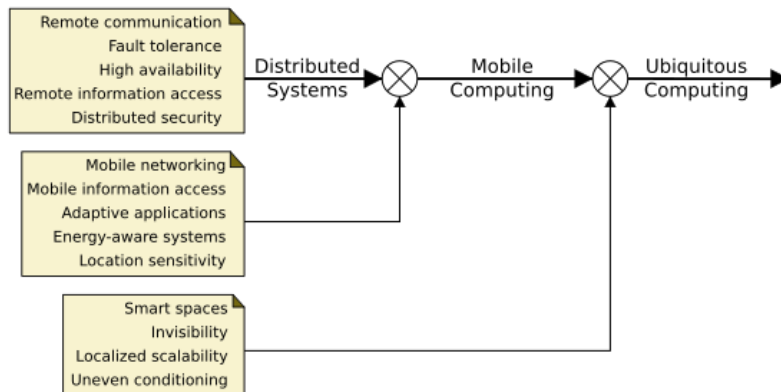 Remote communication
Fault tolerance
High availability
Remote information access
Distributed security
Distributed
Systems
Mobile
Computing
Ubiquitous
Computing
Mobile networking
Mobile information access
Adaptive applications
Energy-aware systems
Location sensitivity
Smart spaces
Invisibility
Localized scalability
Uneven conditioning